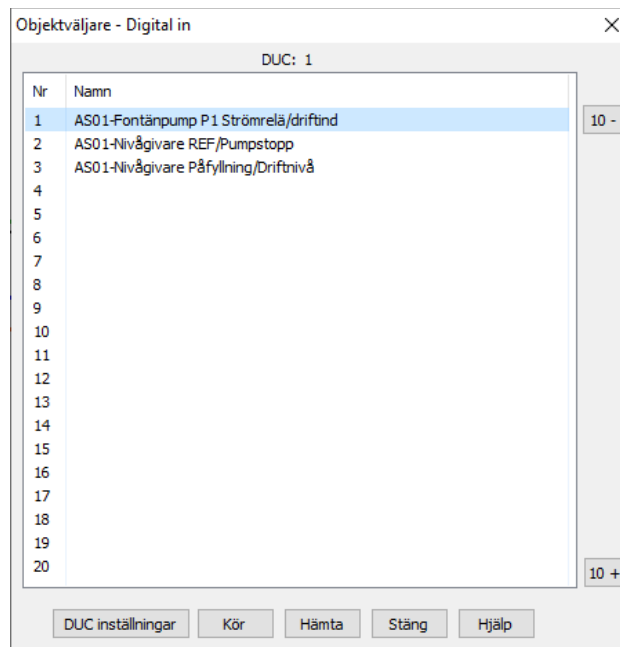 Objektväljare - Digital in
DUC: 1
Nr Namn
1 AS01-Fontänpump P1 Strömrelä/driftind
10 -
2 AS01-Nivågivare REF/Pumpstopp
3 AS01-Nivågivare Påfyllning/Driftnivå
4
5
6
7
8
9
10
11
12
13
14
15
16
17
18
19
20
10 +
DUC inställningar Kör Hämta Stäng Hjälp